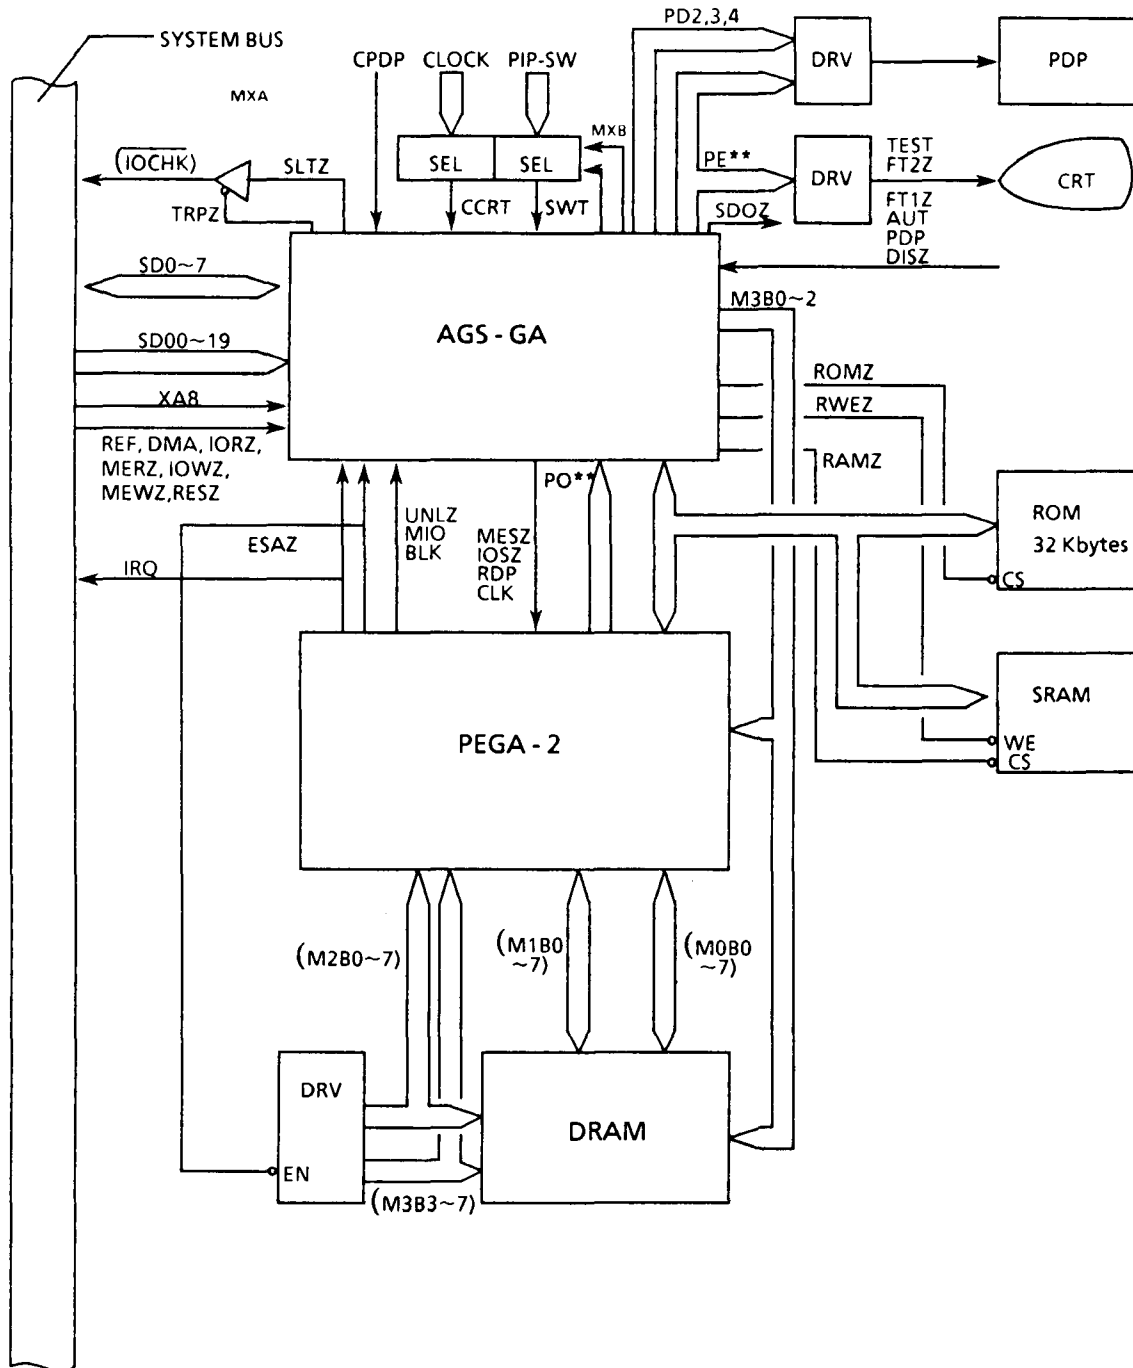 SYSTEM BUS
MXA
CPDP
CLOCK
PIP-SW
PD2,3,4
DRV
PDP
(IOCHK)
SLTZ
TRPZ
SEL
SEL
MXB
CCRT
SWT
PE**
SDOZ
DRV
TEST
FT2Z
FT1Z
AUT
PDP
DISZ
CRT
SD0~7
SD00~19
XA8
REF, DMA, IORZ,
MERZ, IOWZ,
MEWZ,RESZ
AGS - GA
M3B0~2
ROMZ
RWEZ
RAMZ
ESAZ
IRQ
UNLZ
MIO
BLK
MESZ
IOSZ
RDP
CLK
PO**
ROM
32 Kbytes
CS
SRAM
WE
CS
PEGA - 2
(M2B0~7)
(M1B0
~7)
(M0B0
~7)
DRV
EN
(M3B3~7)
DRAM